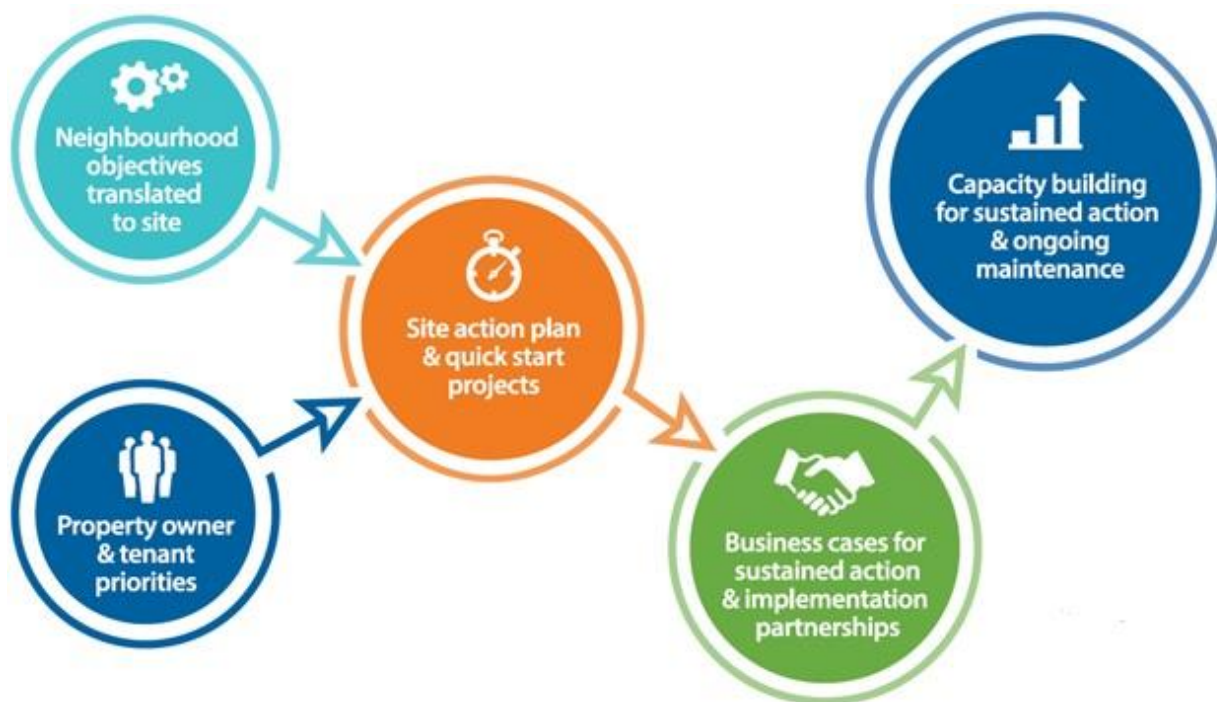 Neighbourhood
objectives
translated
to site
Property owner
& tenant
priorities
Site action plan
& quick start
projects
Business cases for
sustained action
& implementation
partnerships
Capacity building
for sustained action
& ongoing
maintenance